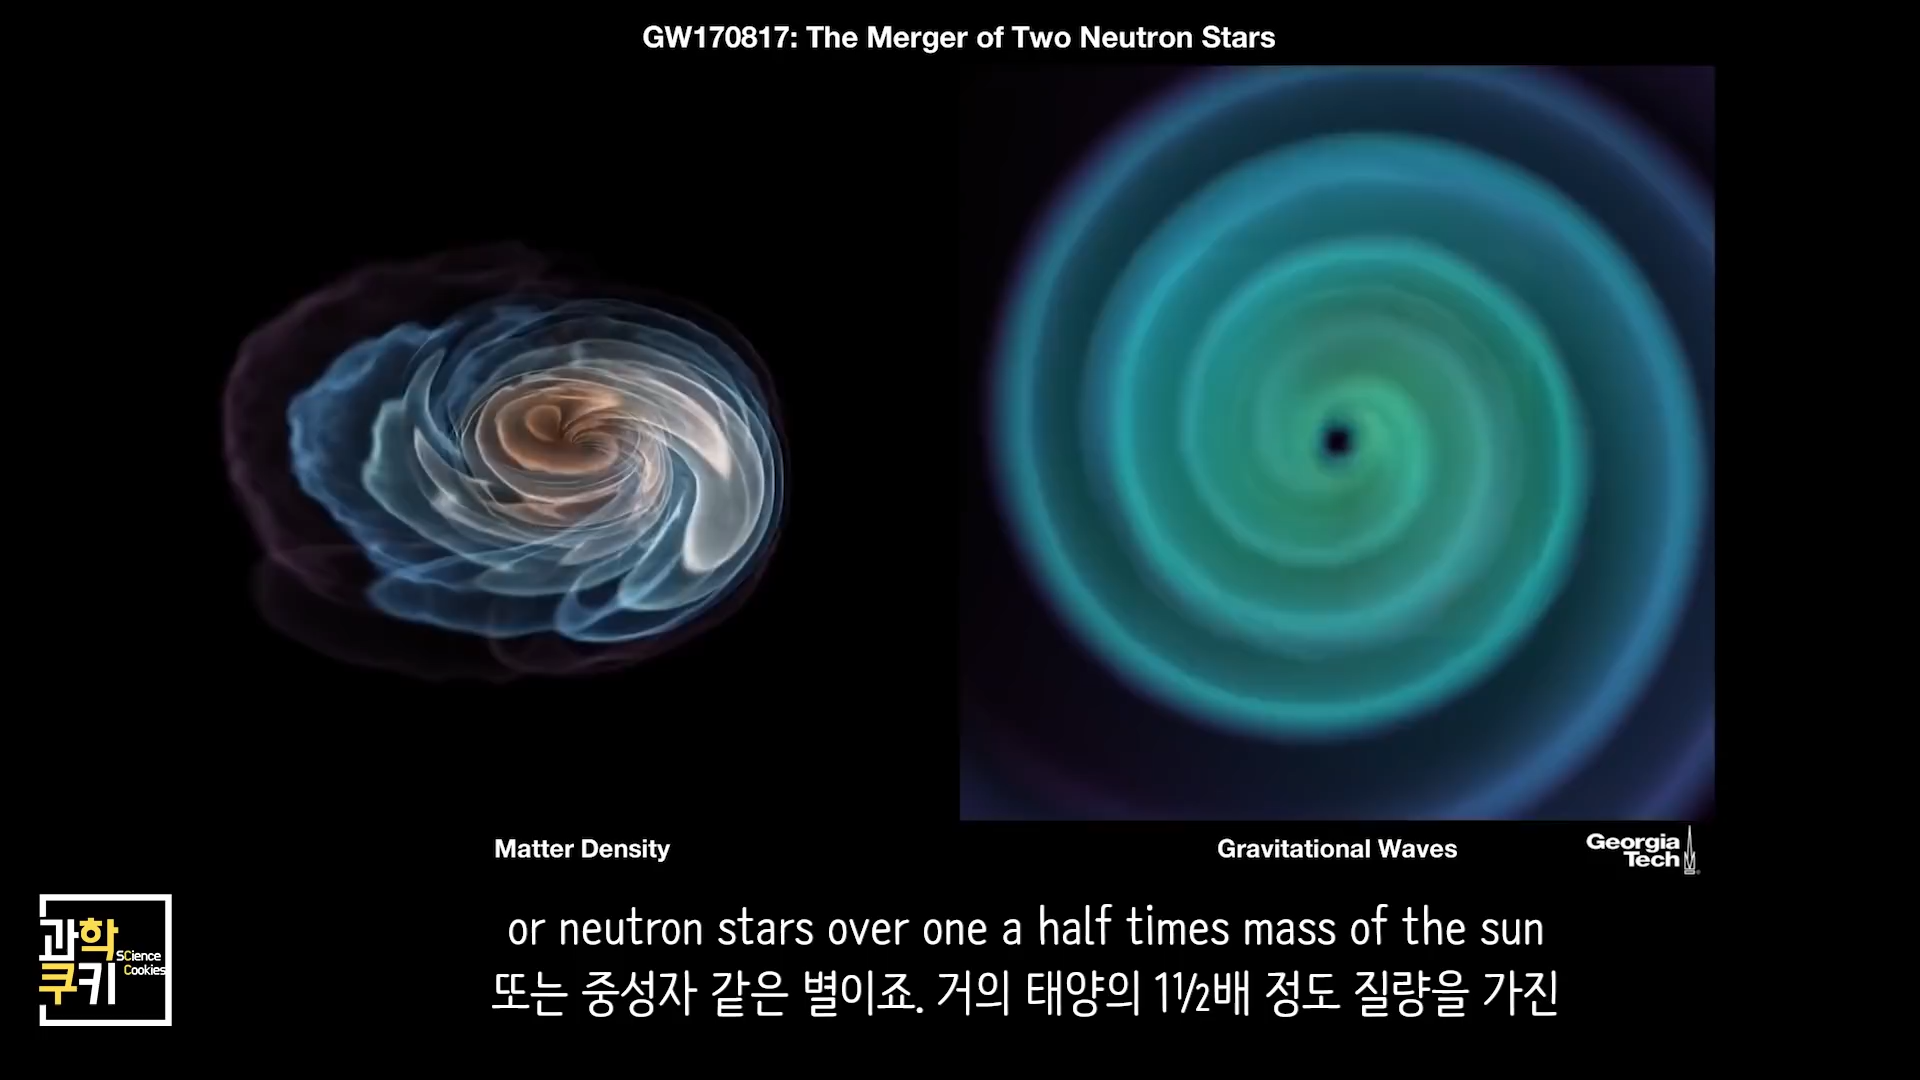 GW170817: The Merger of Two Neutron Stars
Matter Density
Gravitational Waves
Georgia
Tech
과학
Science
쿠키
Cookies
or neutron stars over one a half times mass of the sun
또는 중성자 같은 별이죠. 거의 태양의 1½배 정도 질량을 가진